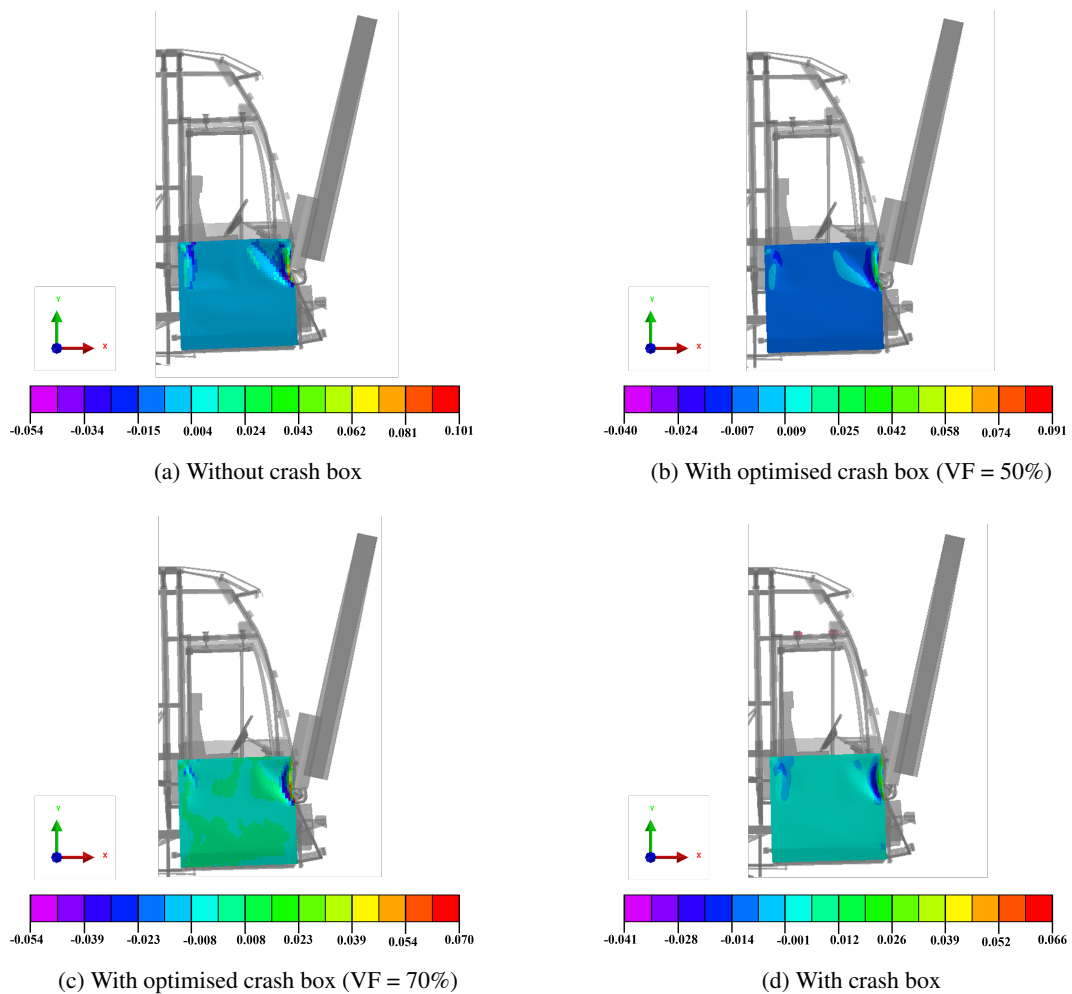 Y
X
-0.054 -0.034 -0.015 0.004 0.024 0.043 0.062 0.081 0.101
(a) Without crash box
Y
X
-0.040 -0.024 -0.007 0.009 0.025 0.042 0.058 0.074 0.091
(b) With optimised crash box (VF = 50%)
Y
X
-0.054 -0.039 -0.023 -0.008 0.008 0.023 0.039 0.054 0.070
(c) With optimised crash box (VF = 70%)
Y
X
-0.041 -0.028 -0.014 -0.001 0.012 0.026 0.039 0.052 0.066
(d) With crash box